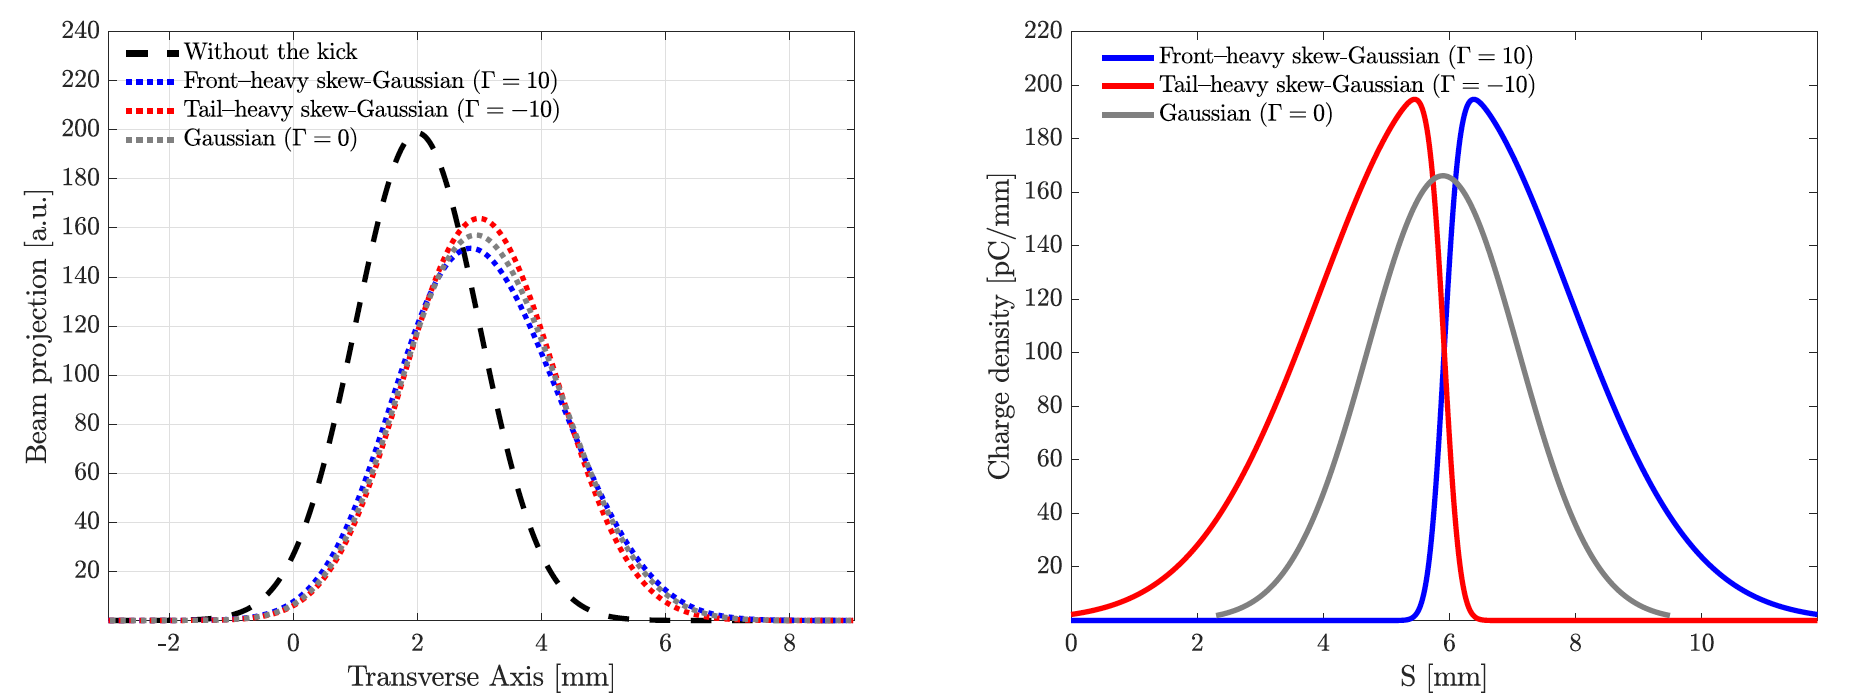 240
220
200
180
160
140
120
100
80
60
40
20
Beam projection [a.u.]
Without the kick
Front–heavy skew-Gaussian (Γ = 10)
Tail–heavy skew-Gaussian (Γ = −10)
Gaussian (Γ = 0)
-2 0 2 4 6 8
Transverse Axis [mm]
220
200
180
160
140
120
100
80
60
40
20
Charge density [pC/mm]
Front–heavy skew-Gaussian (Γ = 10)
Tail–heavy skew-Gaussian (Γ = −10)
Gaussian (Γ = 0)
0 2 4 6 8 10
S [mm]